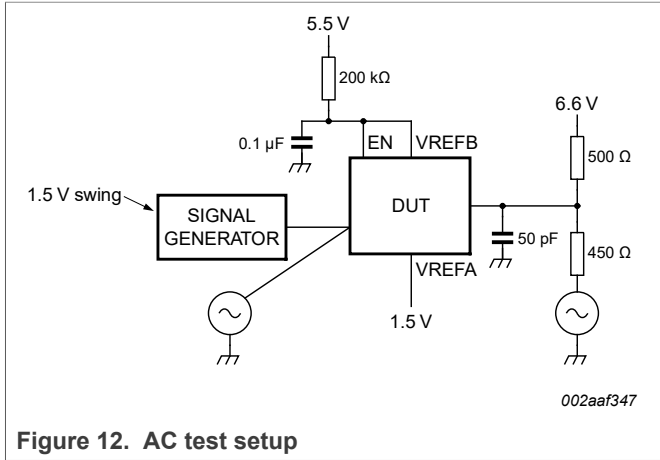 5.5 V
200 kΩ
6.6 V
0.1 μF
EN
VREFB
500 Ω
1.5 V swing
SIGNAL
GENERATOR
DUT
50 pF
450 Ω
VREFA
1.5 V
002aaf347
Figure 12. AC test setup